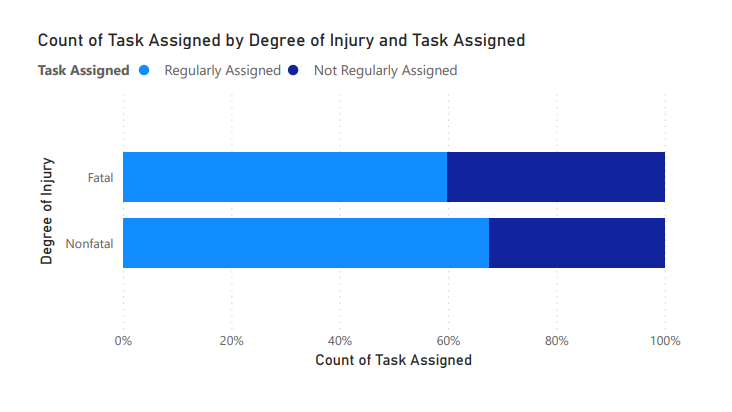 Count of Task Assigned by Degree of Injury and Task Assigned
Task Assigned Regularly Assigned Not Regularly Assigned
Degree of Injury
Fatal
Nonfatal
0% 20% 40% 60% 80% 100%
Count of Task Assigned